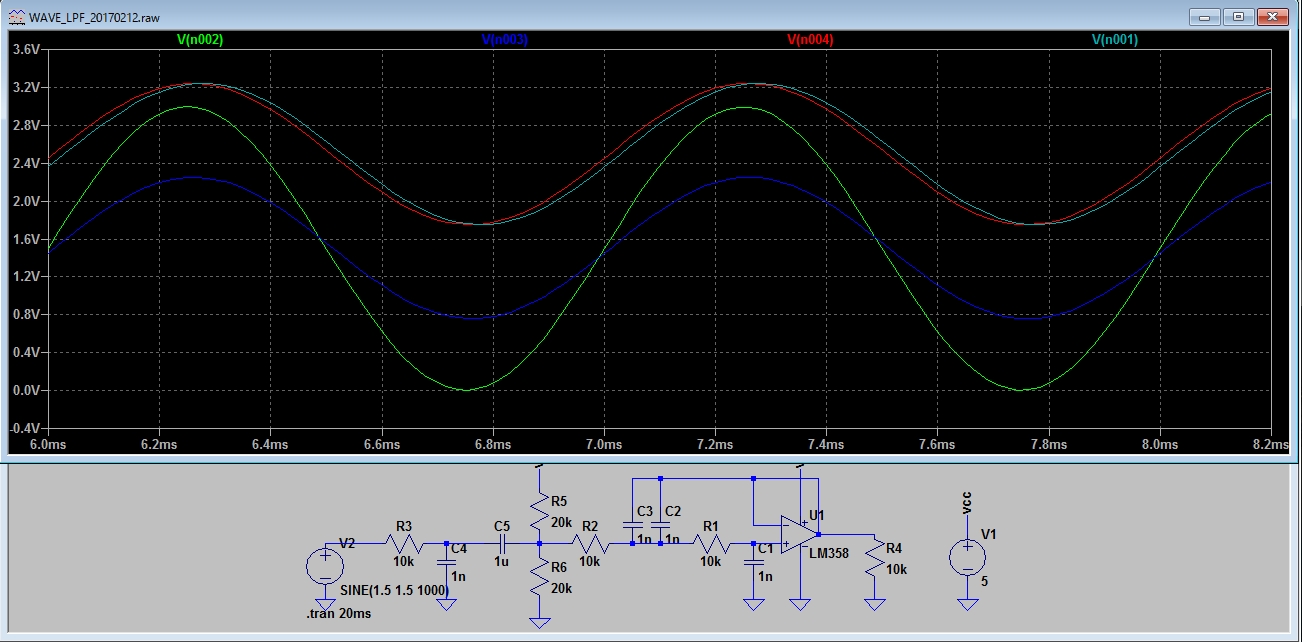 WAVE_LPF_20170212.raw
V(n002) V(n003) V(n004) V(n001)
3.6V
3.2V
2.8V
2.4V
2.0V
1.6V
1.2V
0.8V
0.4V
0.0V
-0.4V
6.0ms 6.2ms 6.4ms 6.6ms 6.8ms 7.0ms 7.2ms 7.4ms 7.6ms 7.8ms 8.0ms 8.2ms
R5
20k
C3 C2
1n 1n
vcc
V2
R3
10k
C4
1n
C5
1u
R2
10k
R1
10k
C1
1n
U1
LM358
R4
10k
V1
5
R6
20k
SINE(1.5 1.5 1000)
.tran 20ms